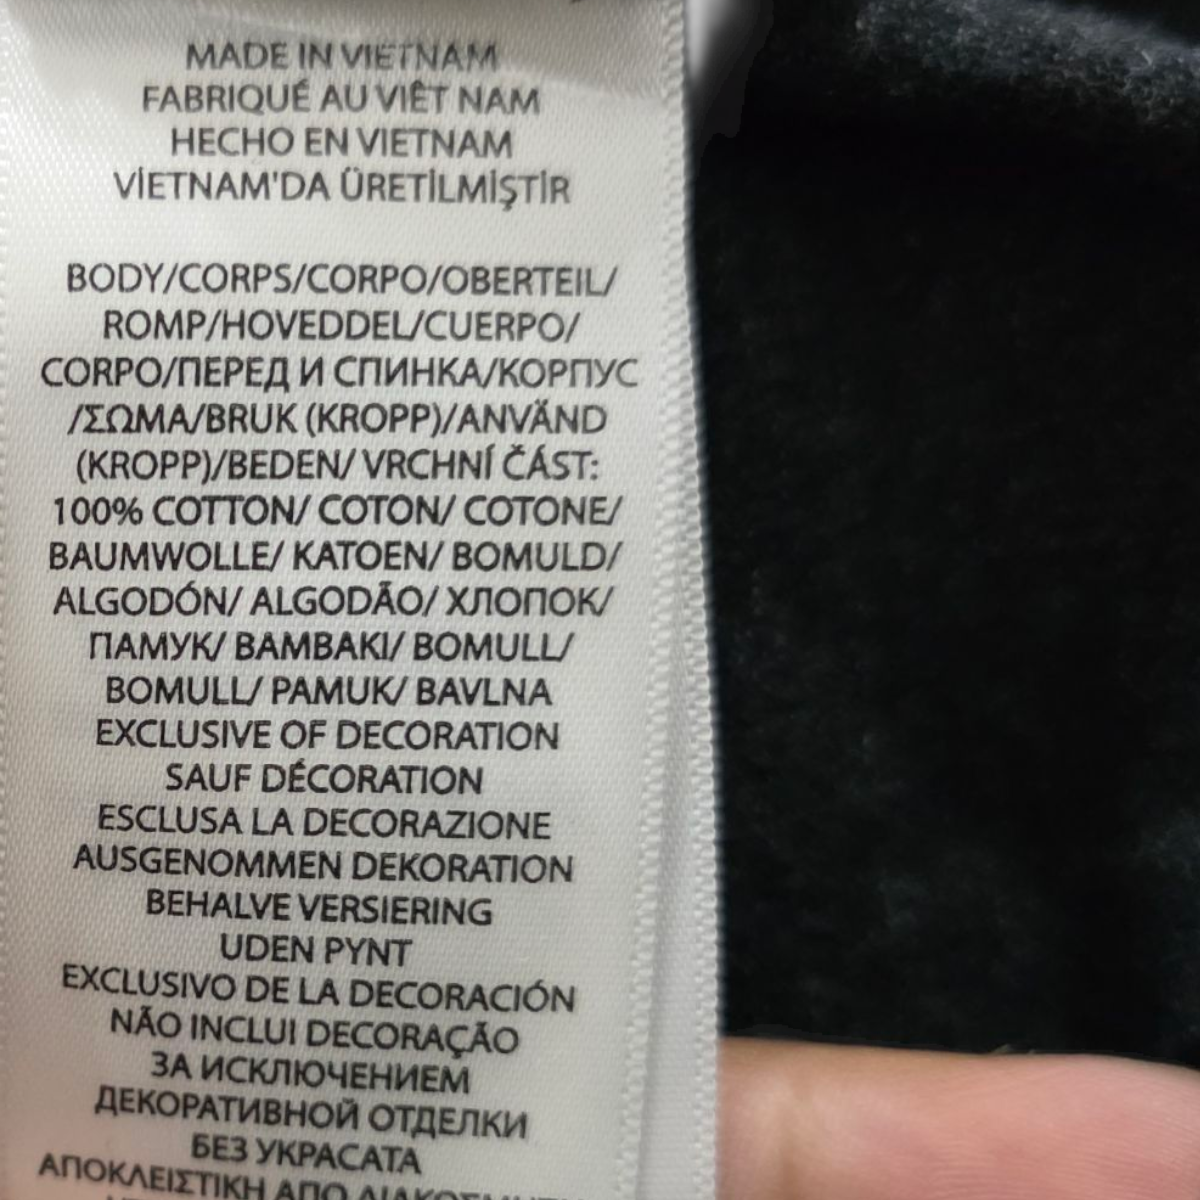 MADE IN VIETNAM
FABRIQUÉ AU VIÊT NAM
HECHO EN VIETNAM
VİETNAM'DA ÜRETİLMİŞTİR
BODY/CORPS/CORPO/OBERTEIL/
ROMP/HOVEDDEL/CUERPO/
CORPO/ПЕРЕД И СПИНКА/КОРПУС
/ΣΩΜΑ/BRUK (KROPP)/ANVÄND
(KROPP)/BEDEN/ VRCHNÍ ČÁST:
100% COTTON/ COTON/ COTONE/
BAUMWOLLE/ KATOEN/ BOMULD/
ALGODÓN/ ALGODÃO/ ХЛОПОК/
ПАМУК/ BAMBAKI/ BOMULL/
BOMULL/ PAMUK/ BAVLNA
EXCLUSIVE OF DECORATION
SAUF DÉCORATION
ESCLUSA LA DECORAZIONE
AUSGENOMMEN DEKORATION
BEHALVE VERSIERING
UDEN PYNT
EXCLUSIVO DE LA DECORACIÓN
NÃO INCLUI DECORAÇÃO
ЗА ИСКЛЮЧЕНИЕМ
ДЕКОРАТИВНОЙ ОТДЕЛКИ
БЕЗ УКРАСАТА
ΑΠΟΚΛΕΙΣΤΙΚΗ ΑΠΟ